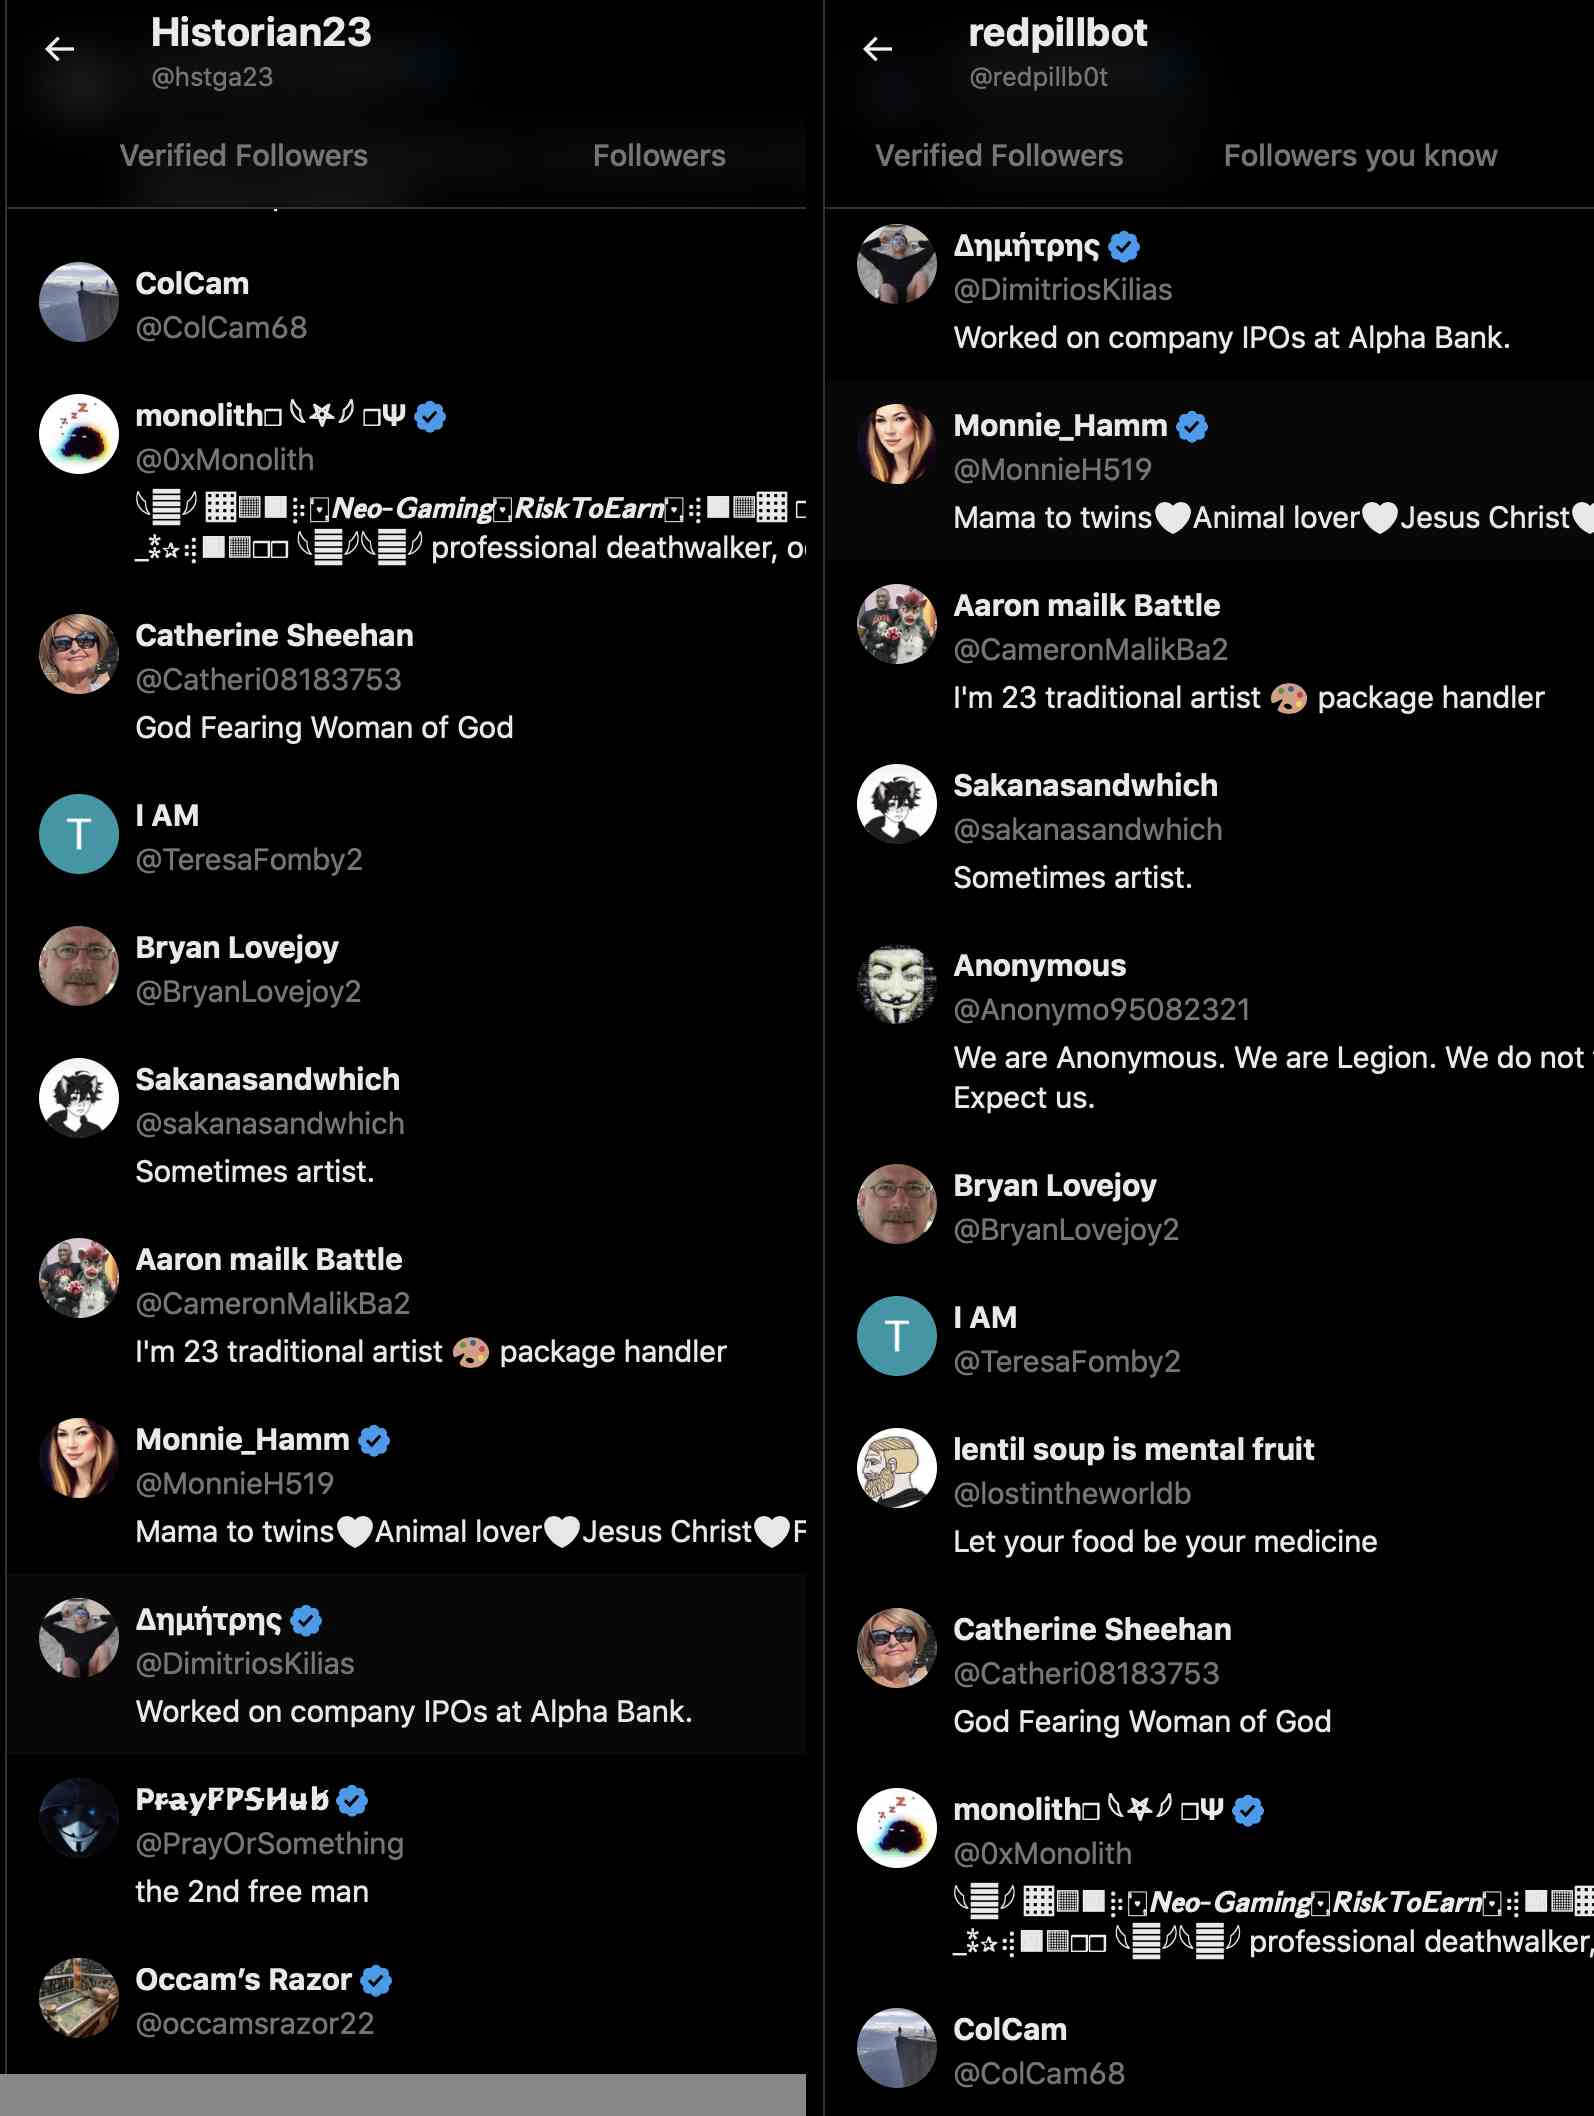 Historian23
@hstga23
Verified Followers
Followers
ColCam
@ColCam68
monolith□ ⛧ □Ψ
@0xMonolith
Neo-Gaming RiskToEarn
professional deathwalker,
Catherine Sheehan
@Catheri08183753
God Fearing Woman of God
T
I AM
@TeresaFomby2
Bryan Lovejoy
@BryanLovejoy2
Sakanasandwhich
@sakanasandwhich
Sometimes artist.
Aaron mailk Battle
@CameronMalikBa2
I'm 23 traditional artist 🎨 package handler
Monnie_Hamm
@MonnieH519
Mama to twins🤍Animal lover🤍Jesus Christ🤍F
Δημήτρης
@DimitriosKilias
Worked on company IPOs at Alpha Bank.
PrayFPSHub
@PrayOrSomething
the 2nd free man
Occam’s Razor
@occamsrazor22
redpillbot
@redpillb0t
Verified Followers
Followers you know
Δημήτρης
@DimitriosKilias
Worked on company IPOs at Alpha Bank.
Monnie_Hamm
@MonnieH519
Mama to twins🤍Animal lover🤍Jesus Christ🤍
Aaron mailk Battle
@CameronMalikBa2
I'm 23 traditional artist 🎨 package handler
Sakanasandwhich
@sakanasandwhich
Sometimes artist.
Anonymous
@Anonymo95082321
We are Anonymous. We are Legion. We do not
Expect us.
Bryan Lovejoy
@BryanLovejoy2
T
I AM
@TeresaFomby2
lentil soup is mental fruit
@lostintheworldb
Let your food be your medicine
Catherine Sheehan
@Catheri08183753
God Fearing Woman of God
monolith□ ⛧ □Ψ
@0xMonolith
Neo-Gaming RiskToEarn
professional deathwalker,
ColCam
@ColCam68